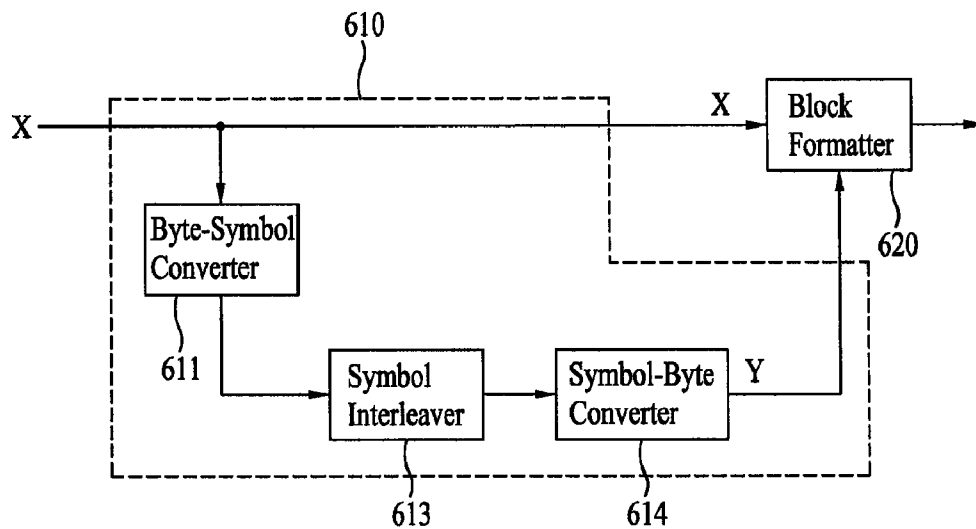 610
X
X
Block
Formatter
620
Byte-Symbol
Converter
611
Symbol
Interleaver
613
Symbol-Byte
Converter
614
Y